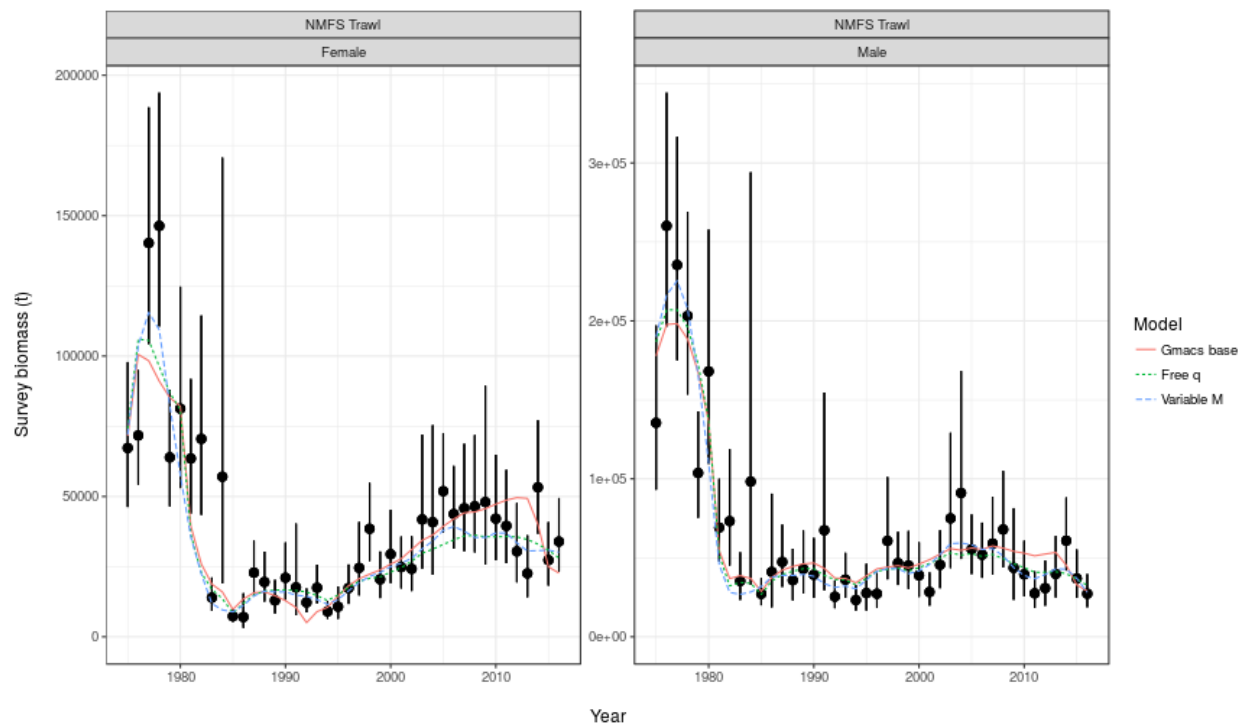 NMFS Trawl
NMFS Trawl
Female
Male
200000
150000
100000
50000
0
3e+05
2e+05
1e+05
0e+00
Survey biomass (t)
1980
1990
2000
2010
1980
1990
2000
2010
Year
Model
Gmacs base
Free q
Variable M